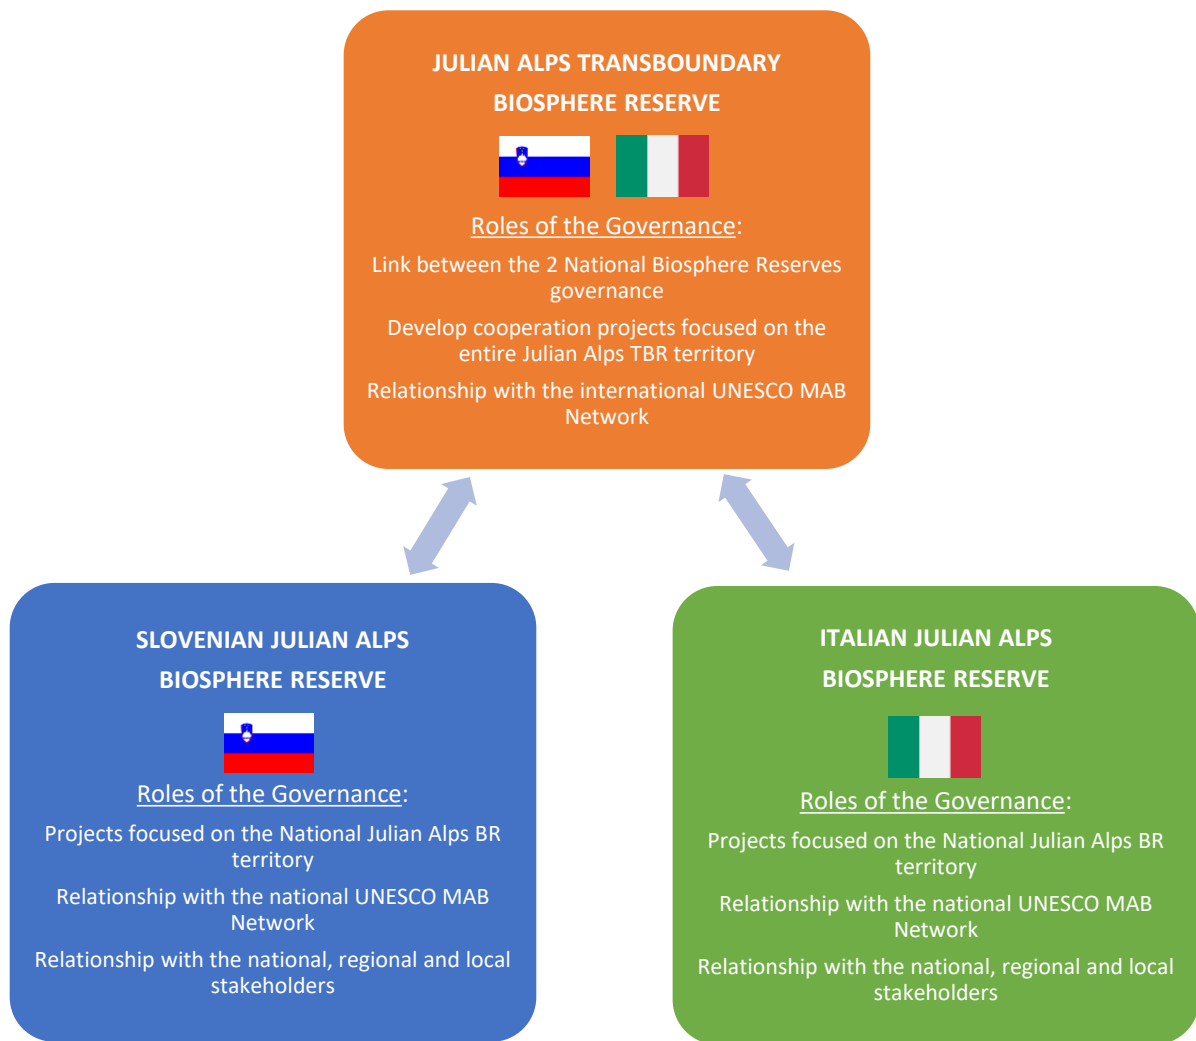 JULIAN ALPS TRANSBOUNDARY
BIOSPHERE RESERVE
Roles of the Governance:
Link between the 2 National Biosphere Reserves
governance
Develop cooperation projects focused on the
entire Julian Alps TBR territory
Relationship with the international UNESCO MAB
Network
SLOVENIAN JULIAN ALPS
BIOSPHERE RESERVE
Roles of the Governance:
Projects focused on the National Julian Alps BR
territory
Relationship with the national UNESCO MAB
Network
Relationship with the national, regional and local
stakeholders
ITALIAN JULIAN ALPS
BIOSPHERE RESERVE
Roles of the Governance:
Projects focused on the National Julian Alps BR
territory
Relationship with the national UNESCO MAB
Network
Relationship with the national, regional and local
stakeholders